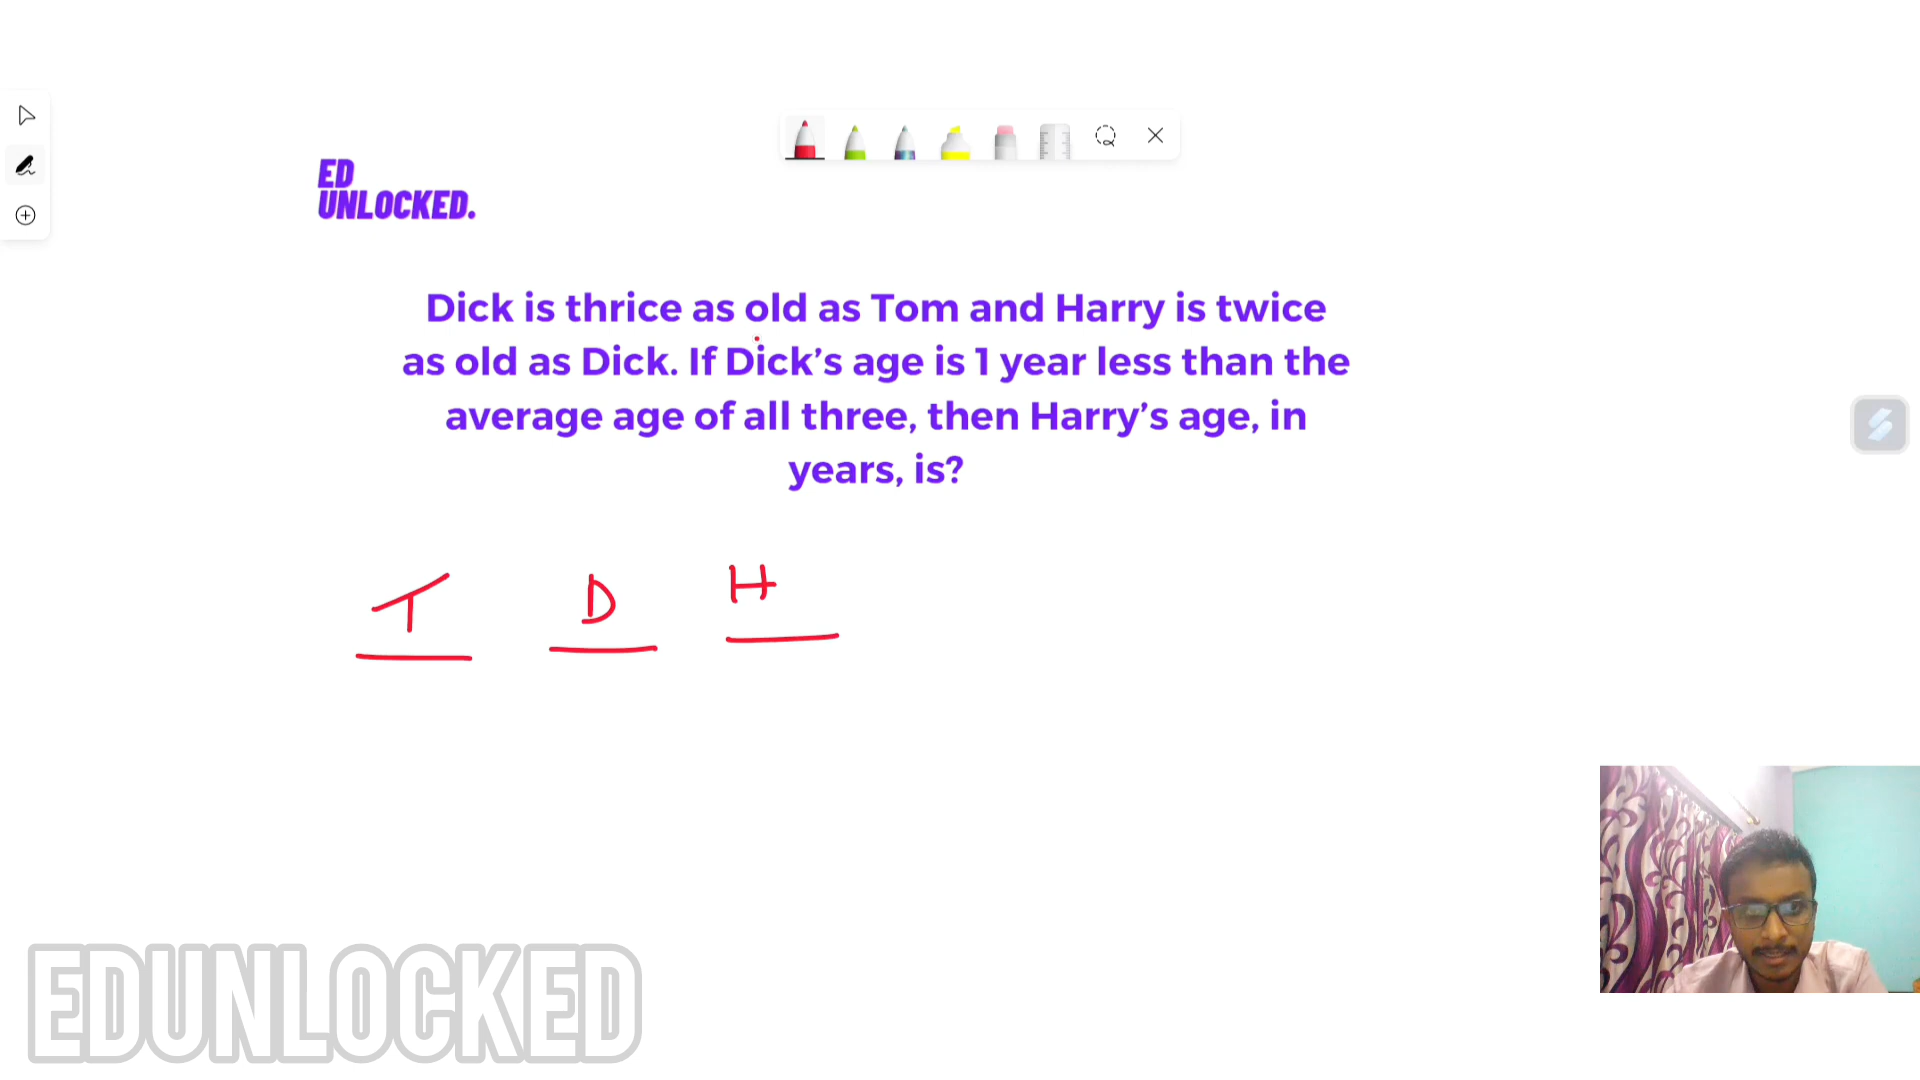 ED
UNLOCKED.
Dick is thrice as old as Tom and Harry is twice
as old as Dick. If Dick’s age is 1 year less than the
average age of all three, then Harry’s age, in
years, is?
T D H
EDUNLOCKED